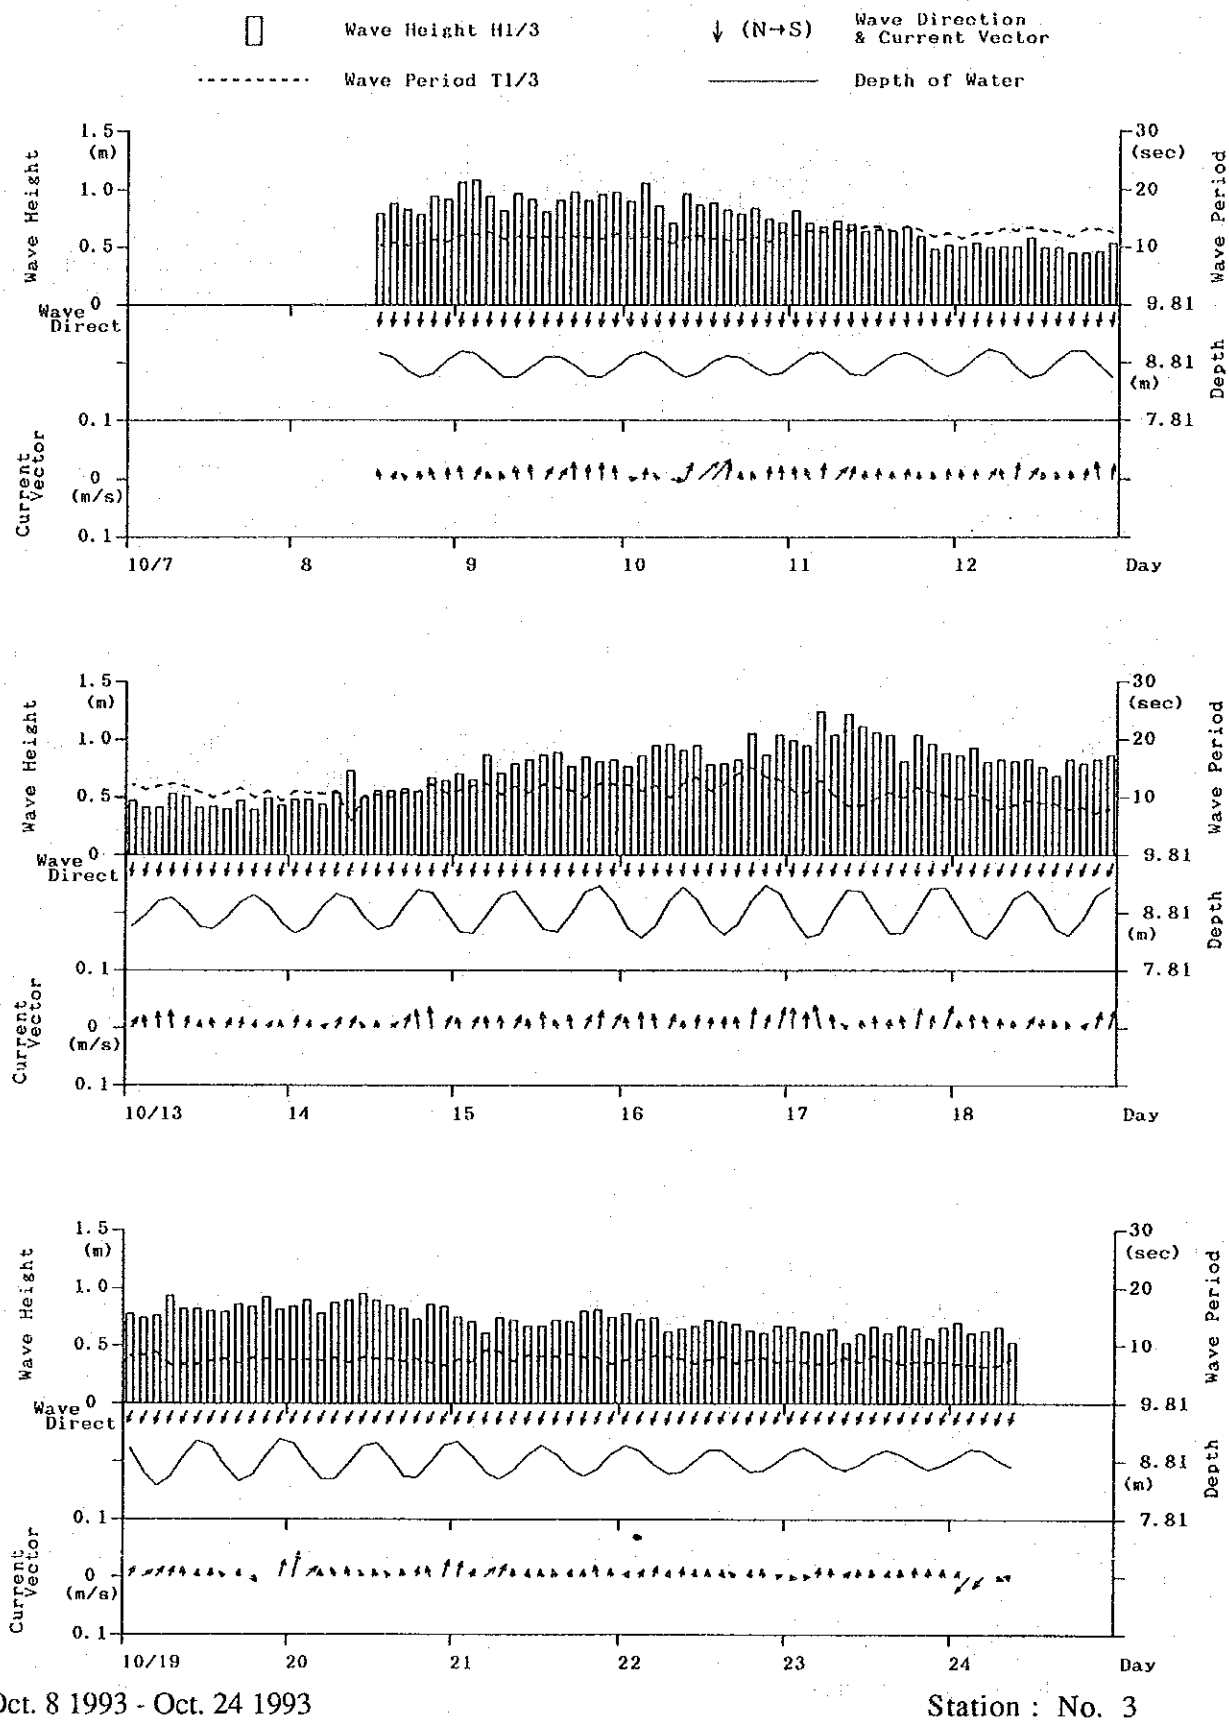 Wave Height H1/3
(N→S) Wave Direction & Current Vector
Wave Period T1/3
Depth of Water
1.5 30
(m) (sec)
1.0 20
0.5 10
0 9.81
Wave Height
Wave Period
Wave Direct
8.81
(m)
Depth
0.1 7.81
0
(m/s)
Current Vector
0.1
10/7 8 9 10 11 12 Day
1.5 30
(m) (sec)
1.0 20
0.5 10
0 9.81
Wave Height
Wave Period
Wave Direct
8.81
(m)
Depth
0.1 7.81
0
(m/s)
Current Vector
0.1
10/13 14 15 16 17 18 Day
1.5 30
(m) (sec)
1.0 20
0.5 10
0 9.81
Wave Height
Wave Period
Wave Direct
8.81
(m)
Depth
0.1 7.81
0
(m/s)
Current Vector
0.1
10/19 20 21 22 23 24 Day
Oct. 8 1993 - Oct. 24 1993
Station : No. 3